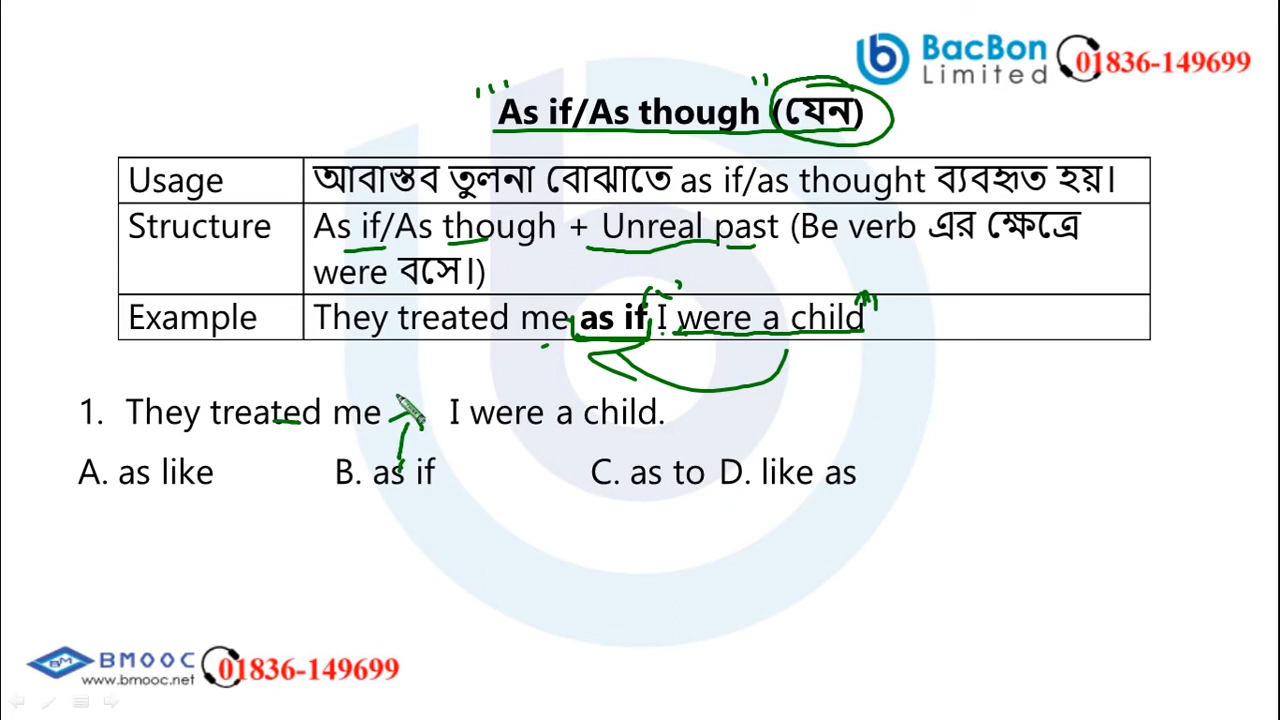 BacBon
Limited
01836-149699
As if/As though (যেন)
Usage
আবাস্তব তুলনা বোঝাতে as if/as thought ব্যবহৃত হয়।
Structure
As if/As though + Unreal past (Be verb এর ক্ষেত্রে
were বসে।)
Example
They treated me as if I were a child
1. They treated me I were a child.
A. as like B. as if C. as to D. like as
BMOOC
www.bmooc.net
01836-149699